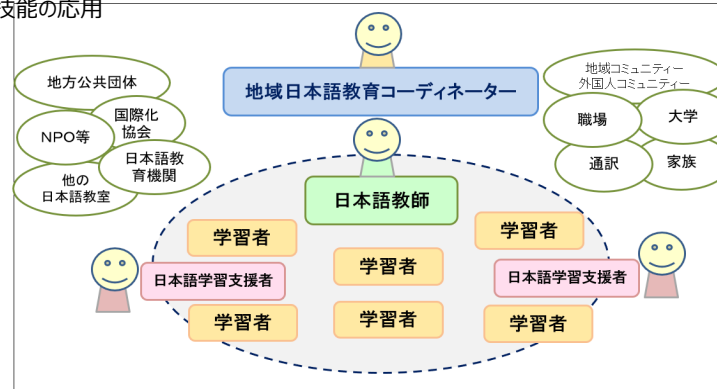 技能の応用
地域日本語教育コーディネーター
地方公共団体
国際化
協会
NPO等
日本語教
育機関
他の
日本語教室
地域コミュニティー
外国人コミュニティー
職場
大学
通訳
家族
日本語教師
学習者
学習者
学習者
日本語学習支援者
日本語学習支援者
学習者
学習者
学習者